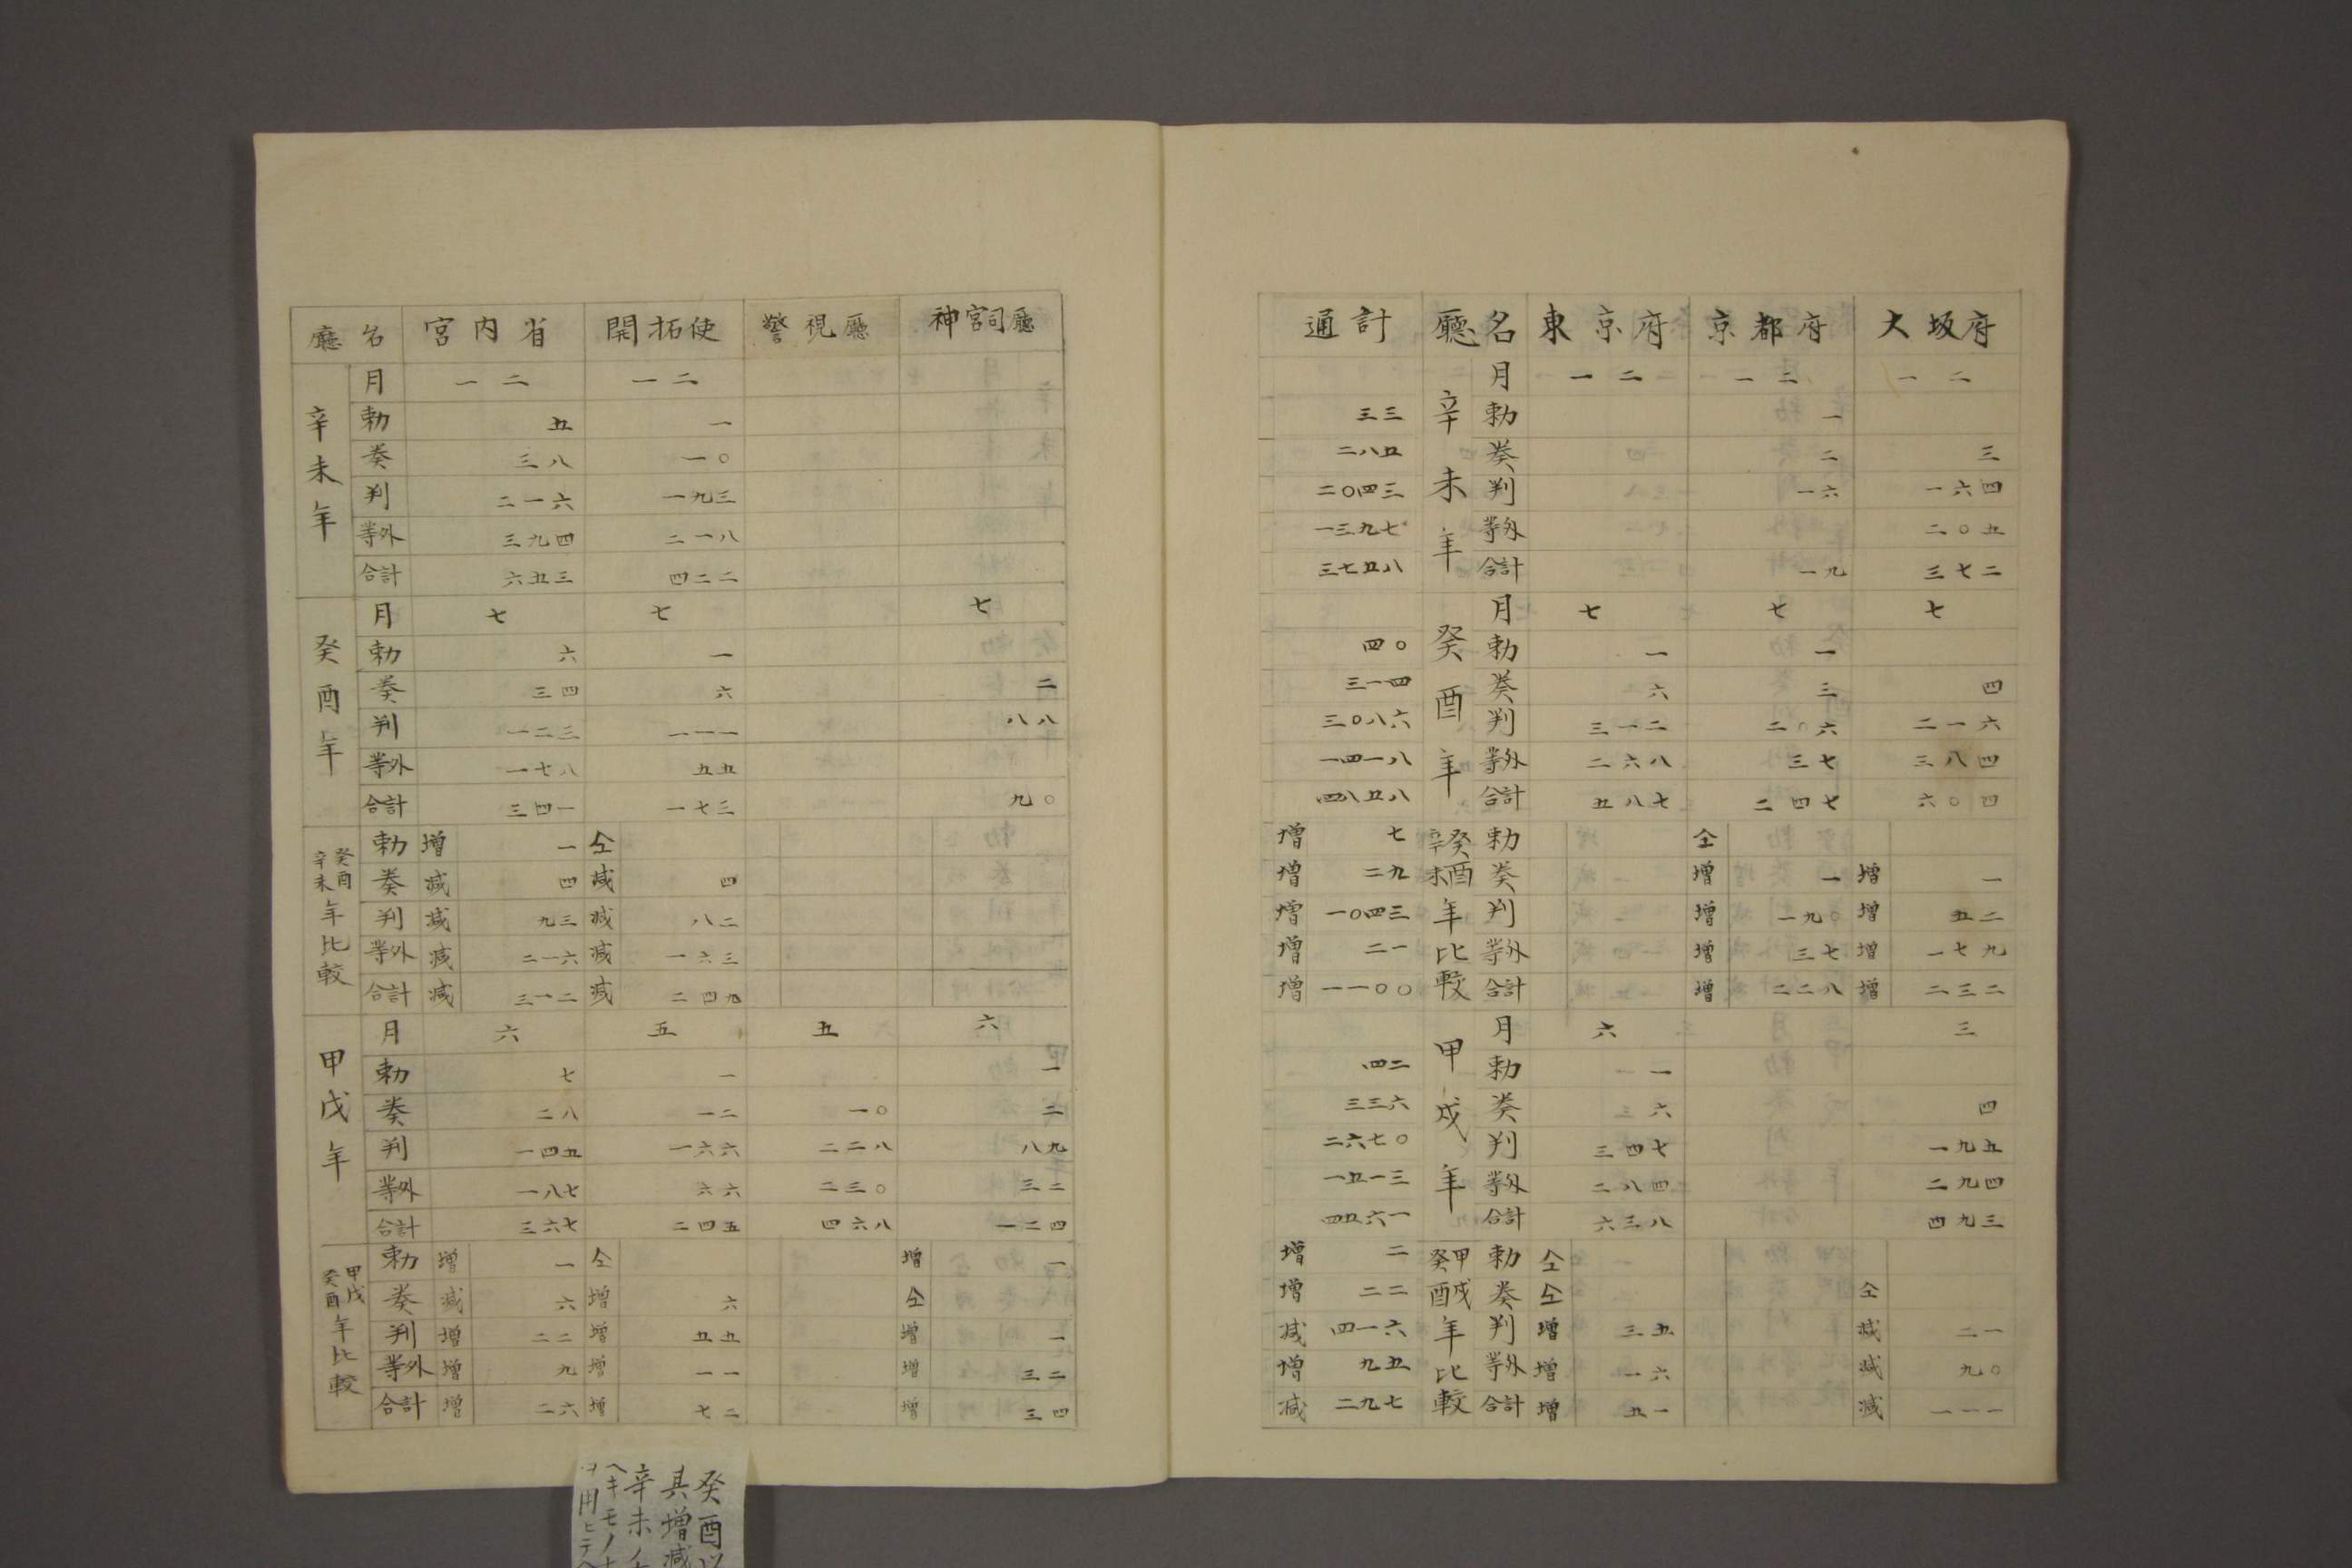 廳名 宮内省 開拓使 警視廳 神宮司廳
辛未年
月 一二 一二
勅 五 一
奏 三八 一〇
判 二一六 一九三
等外 三九四 二一八
合計 六五三 四二二
癸酉年
月 七 七 七
勅 六 一
奏 三四 六 二
判 一二三 一一一 八八
等外 一七八 五五
合計 三四一 一七三 九〇
癸酉辛未年比較
勅 増 一 仝
奏 減 四 減 四
判 減 九三 減 八二
等外 減 二一六 減 一六三
合計 減 三一二 減 二四九
甲戌年
月 六 五 五 六
勅 七 一 一
奏 二八 一二 一〇 二
判 一四五 一六六 二二八 八九
等外 一八七 六六 二三〇 三二
合計 三六七 二四五 四六八 一二四
甲戌癸酉年比較
勅 増 一 仝 増 一
奏 減 六 増 六 仝
判 増 二二 増 五五 増 一
等外 増 九 増 一一 増 三二
合計 増 二六 増 七二 増 三四
癸酉
其増減
辛未ノ
ヘキモノ
用ヒテ
通計 廳名 東京府 京都府 大坂府
辛未年
月 一二 一二 一二
三三 勅 一
二八五 奏 二 三
二〇四三 判 一六 一六四
一三九七 等外 二〇五
三七五八 合計 一九 三七二
癸酉年
月 七 七 七
四〇 勅 一 一
三一四 奏 六 三 四
三〇八六 判 三一二 二〇六 二一六
一四一八 等外 二六八 三七 三八四
四八五八 合計 五八七 二四七 六〇四
癸酉辛未年比較
増 七 勅 仝
増 二九 奏 増 一 増 一
増 一〇四三 判 増 一九〇 増 五二
増 二一 等外 増 三七 増 一七九
増 一一〇〇 合計 増 二二八 増 二三二
甲戌年
月 六 三
四二 勅 一
三三六 奏 六 四
二六七〇 判 三四七 一九五
一五一三 等外 二八四 二九四
四五六一 合計 六三八 四九三
甲戌癸酉年比較
増 二 勅 仝
増 二二 奏 仝 仝
減 四一六 判 増 三五 減 二一
増 九五 等外 増 一六 減 九〇
減 二九七 合計 増 五一 減 一一一